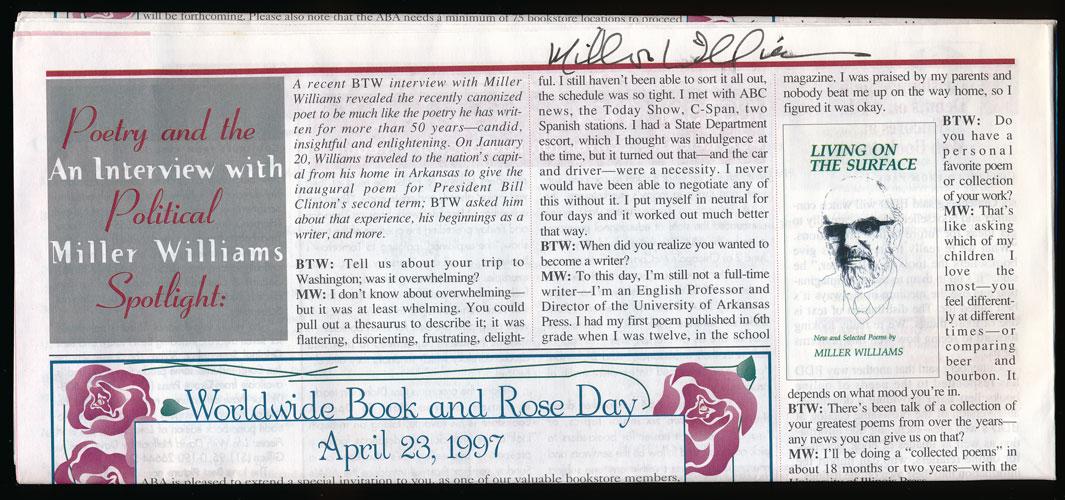 will be forthcoming. Please also note that the ABA needs a minimum of 75 bookstore locations to proceed
Miller Williams
Poetry and the
An Interview with
Political
Miller Williams
Spotlight:
A recent BTW interview with Miller
Williams revealed the recently canonized
poet to be much like the poetry he has writ-
ten for more than 50 years—candid,
insightful and enlightening. On January
20, Williams traveled to the nation's capit-
al from his home in Arkansas to give the
inaugural poem for President Bill
Clinton's second term; BTW asked him
about that experience, his beginnings as a
writer, and more.
BTW: Tell us about your trip to
Washington; was it overwhelming?
MW: I don't know about overwhelming—
but it was at least whelming. You could
pull out a thesaurus to describe it; it was
flattering, disorienting, frustrating, delight-
ful. I still haven't been able to sort it all out,
the schedule was so tight. I met with ABC
news, the Today Show, C-Span, two
Spanish stations. I had a State Department
escort, which I thought was indulgence at
the time, but it turned out that—and the car
and driver—were a necessity. I never
would have been able to negotiate any of
this without it. I put myself in neutral for
four days and it worked out much better
that way.
BTW: When did you realize you wanted to
become a writer?
MW: To this day, I'm still not a full-time
writer—I'm an English Professor and
Director of the University of Arkansas
Press. I had my first poem published in 6th
grade when I was twelve, in the school
magazine. I was praised by my parents and
nobody beat me up on the way home, so I
figured it was okay.
LIVING ON
THE SURFACE
New and Selected Poems by
MILLER WILLIAMS
BTW: Do
you have a
personal
favorite poem
or collection
of your work?
MW: That's
like asking
which of my
children I
love the
most—you
feel different-
ly at different
times—or
comparing
beer and
bourbon. It
depends on what mood you're in.
BTW: There's been talk of a collection of
your greatest poems from over the years—
any news you can give us on that?
MW: I'll be doing a "collected poems" in
about 18 months or two years—with the
University of Illinois Press.
Worldwide Book and Rose Day
April 23, 1997
ABA is pleased to extend a special invitation to you, as one of our valuable bookstore members,